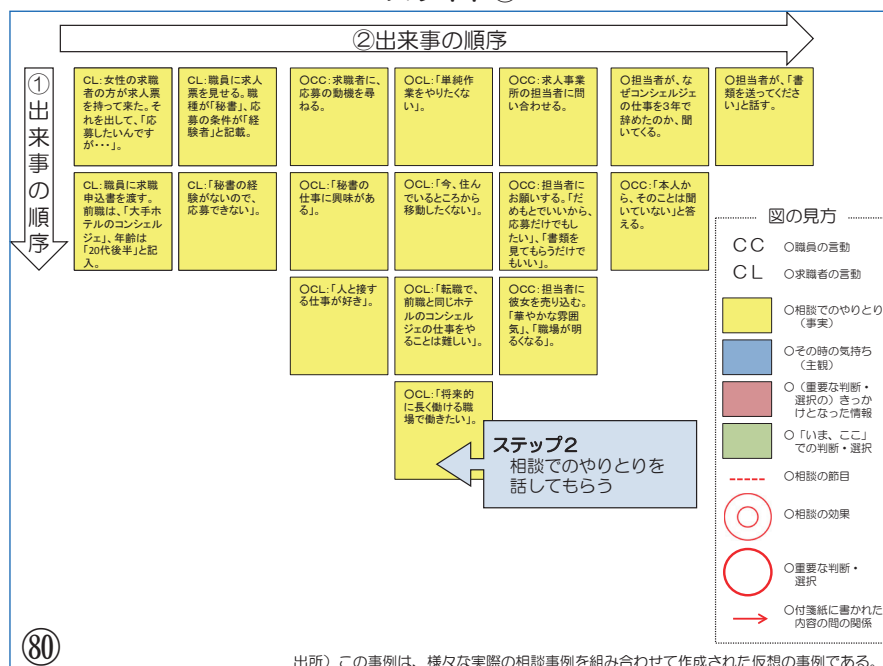 ②出来事の順序
①出来事の順序
CL:女性の求職
者の方が求人票
を持って来た。そ
れを出して、「応
募したいんです
が・・・」。
CL:職員に求人
票を見せる。職
種が「秘書」、応
募の条件が「経
験者」と記載。
○CC:求職者に、
応募の動機を尋
ねる。
○CL:「単純作
業をやりたくな
い」。
○CC:求人事業
所の担当者に問
い合わせる。
○担当者が、な
ぜコンシェルジェ
の仕事を3年で
辞めたのか、聞
いてくる。
○担当者が、「書
類を送ってくださ
い」と話す。
CL:職員に求職
申込書を渡す。
前職は、「大手ホ
テルのコンシェル
ジェ」、年齢は
「20代後半」と記
入。
CL:「秘書の経
験がないので、
応募できない」。
○CL:「秘書の
仕事に興味があ
る」。
○CL:「今、住ん
でいるところから
移動したくない」。
○CC:担当者に
お願いする。「だ
めもとでいいから、
応募だけでもし
たい」、「書類を
見てもらうだけで
もいい」。
○CC:「本人か
ら、そのことは聞
いていない」と答
える。
○CL:「人と接す
る仕事が好き」。
○CL:「転職で、
前職と同じホテ
ルのコンシェル
ジェの仕事をや
ることは難しい」。
○CC:担当者に
彼女を売り込む。
「華やかな雰囲
気」、「職場が明
るくなる」。
○CL:「将来的
に長く働ける職
場で働きたい」。
ステップ2
相談でのやりとりを
話してもらう
図の見方
CC ○職員の言動
CL ○求職者の言動
○相談でのやりとり
(事実)
○その時の気持ち
(主観)
○(重要な判断・
選択の)きっか
けとなった情報
○「いま、ここ」
での判断・選択
○相談の節目
○相談の効果
○重要な判断・
選択
○付箋紙に書かれた
内容の間の関係
80
出所)この事例は、様々な実際の相談事例を組み合わせて作成された仮想の事例である。